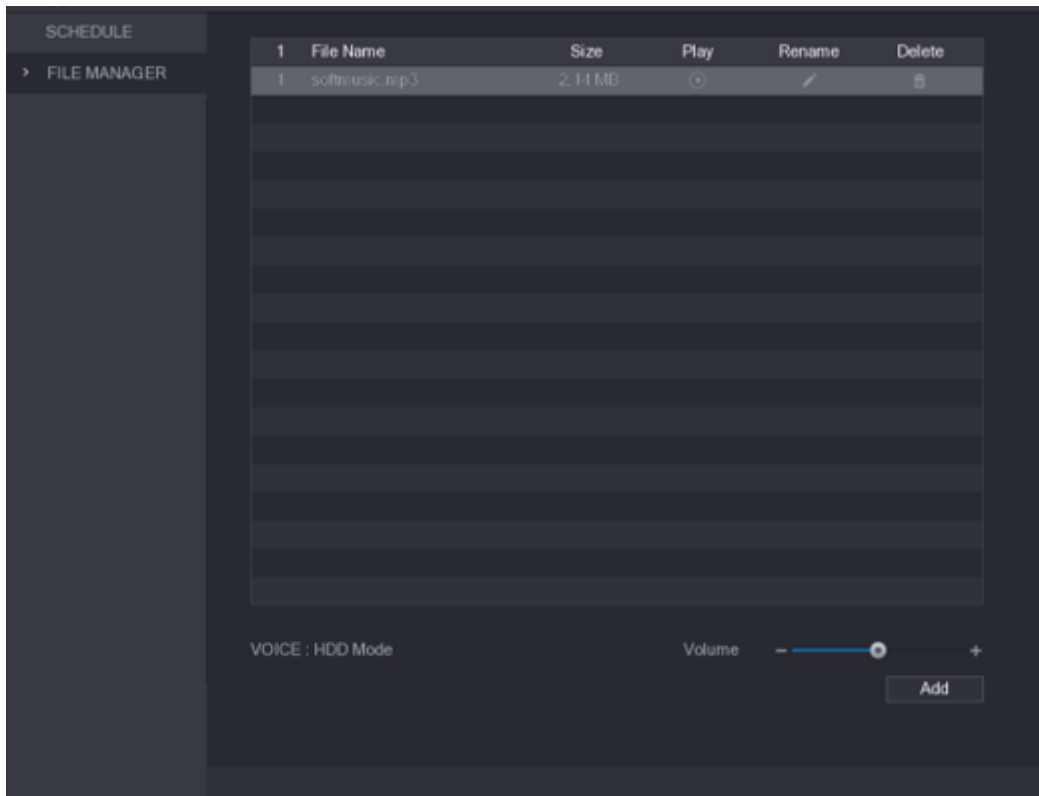 SCHEDULE
1 File Name Size Play Rename Delete
> FILE MANAGER
1 softmusic.mp3 2.14 MB
VOICE : HDD Mode Volume - +
Add